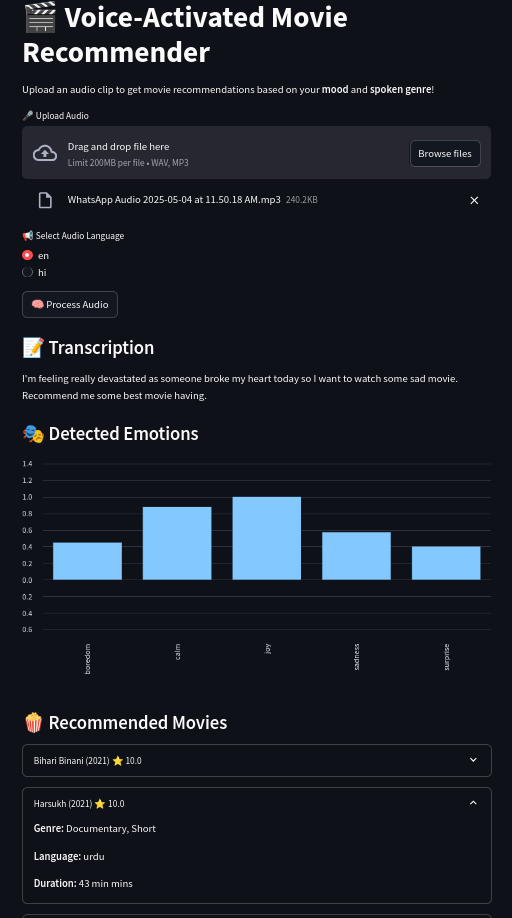 🎬 Voice-Activated Movie
Recommender
Upload an audio clip to get movie recommendations based on your mood and spoken genre!
🎤 Upload Audio
Drag and drop file here
Limit 200MB per file • WAV, MP3
Browse files
WhatsApp Audio 2025-05-04 at 11.50.18 AM.mp3 240.2KB
📢 Select Audio Language
en
hi
🧠 Process Audio
📝 Transcription
I'm feeling really devastated as someone broke my heart today so I want to watch some sad movie.
Recommend me some best movie having.
🎭 Detected Emotions
1.4
1.2
1.0
0.8
0.6
0.4
0.2
0.0
0.2
0.4
0.6
boredom
calm
joy
sadness
surprise
🍿 Recommended Movies
Bihari Binani (2021) ⭐ 10.0
Harsukh (2021) ⭐ 10.0
Genre: Documentary, Short
Language: urdu
Duration: 43 min mins